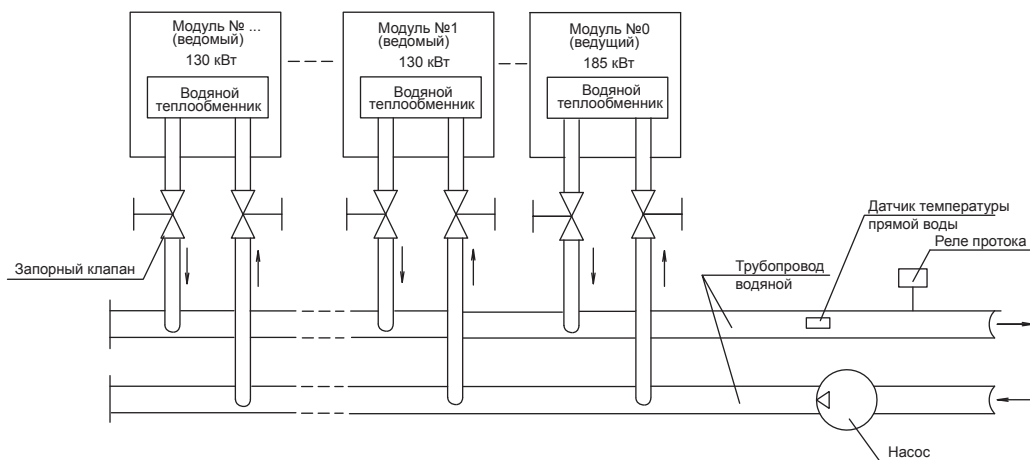 Модуль № ...
(ведомый)
130 кВт
Водяной
теплообменник
Модуль №1
(ведомый)
130 кВт
Водяной
теплообменник
Модуль №0
(ведущий)
185 кВт
Водяной
теплообменник
Датчик температуры
прямой воды
Реле протока
Запорный клапан
Трубопровод
водяной
Насос